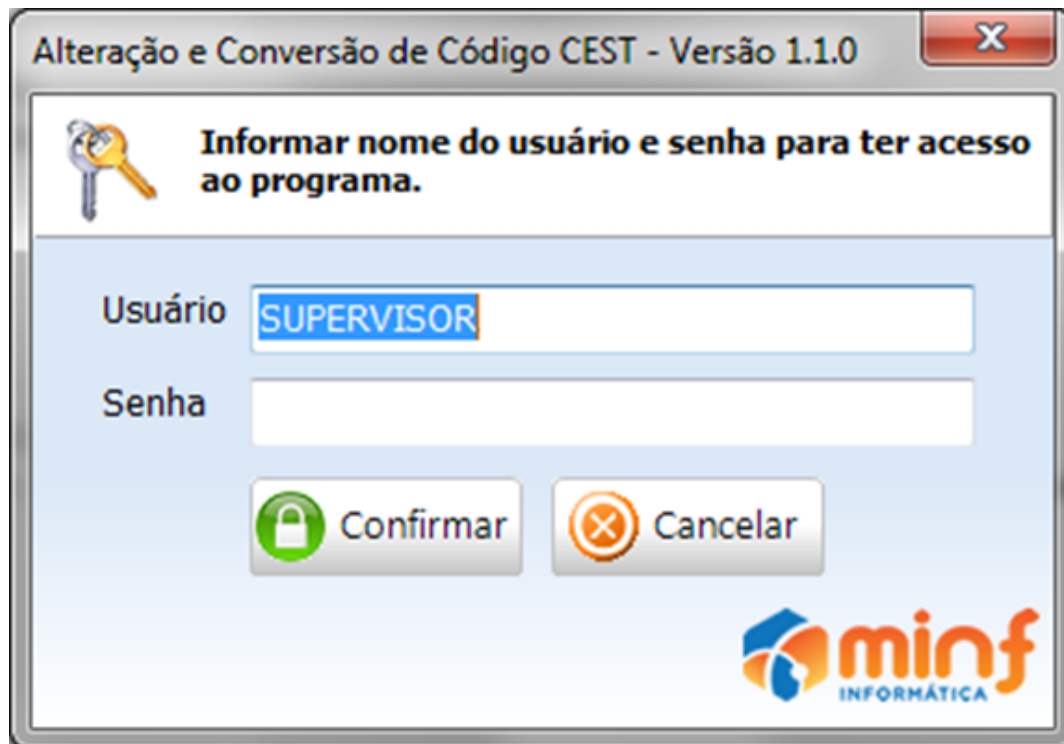 Alteração e Conversão de Código CEST - Versão 1.1.0
Informar nome do usuário e senha para ter acesso
ao programa.
Usuário
SUPERVISOR
Senha
Confirmar
Cancelar
minf
INFORMÁTICA